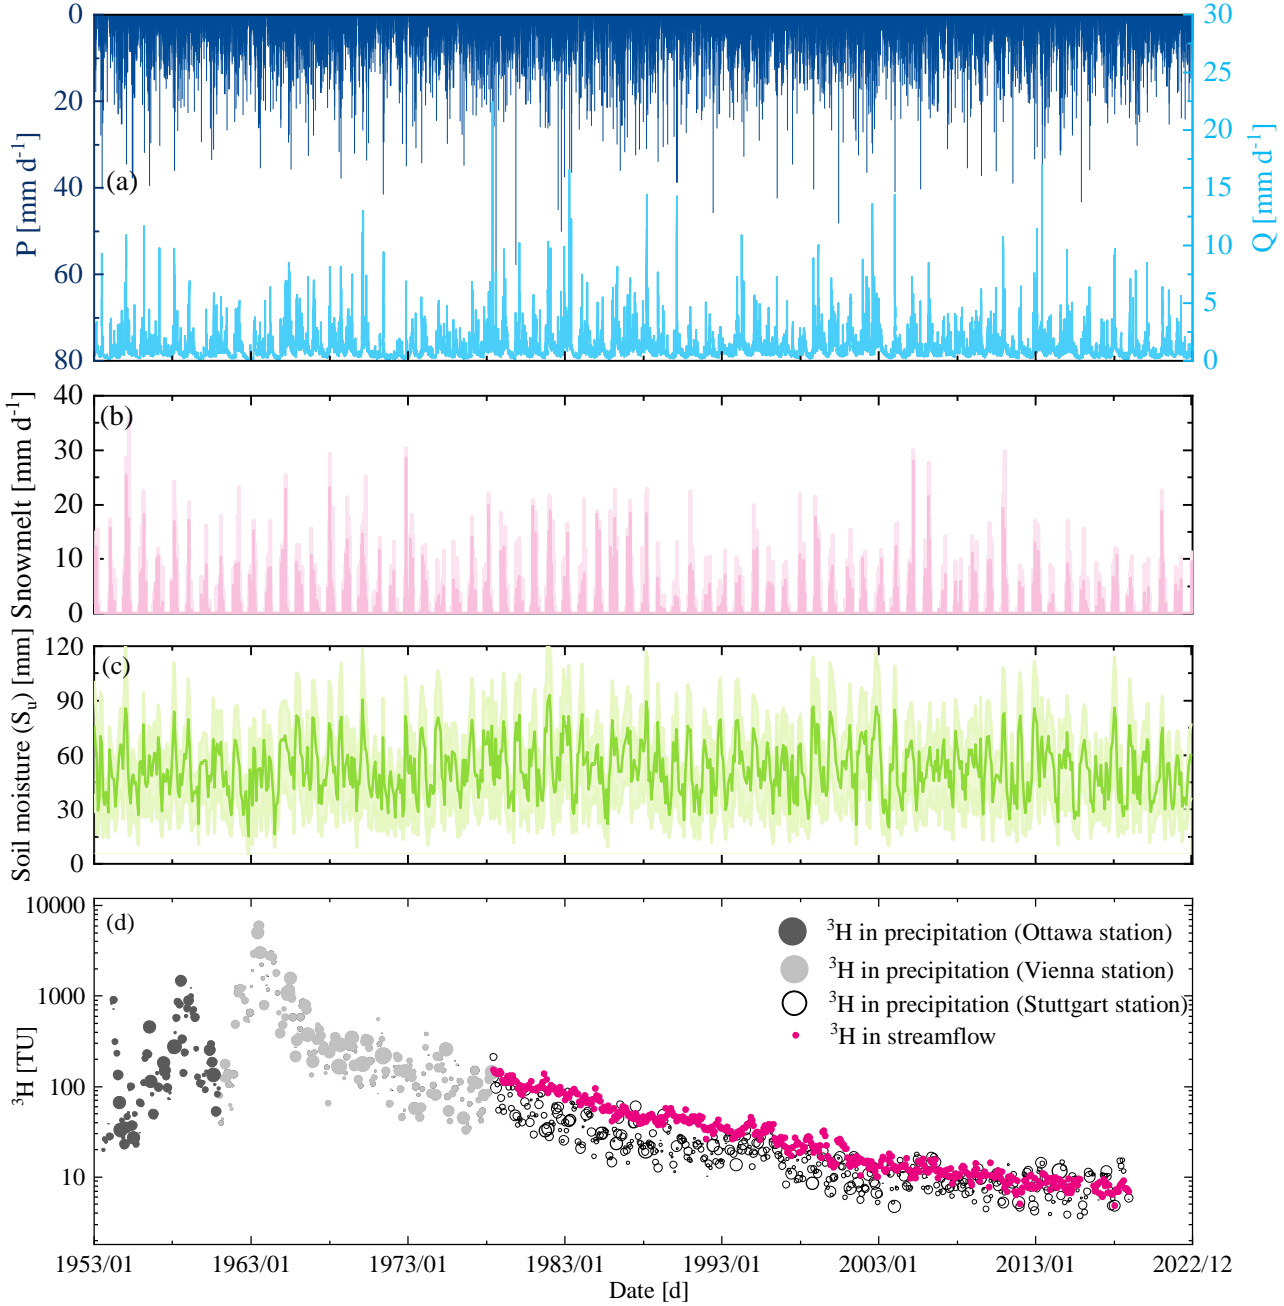 0
20
40
60
80
P [mm d⁻¹]
(a)
30
25
20
15
10
5
0
Q [mm d⁻¹]
40
30
20
10
0
Snowmelt [mm d⁻¹]
(b)
120
90
60
30
0
Soil moisture (Sᵤ) [mm]
(c)
10000
1000
100
10
³H [TU]
(d)
³H in precipitation (Ottawa station)
³H in precipitation (Vienna station)
³H in precipitation (Stuttgart station)
³H in streamflow
1953/01 1963/01 1973/01 1983/01 1993/01 2003/01 2013/01 2022/12
Date [d]